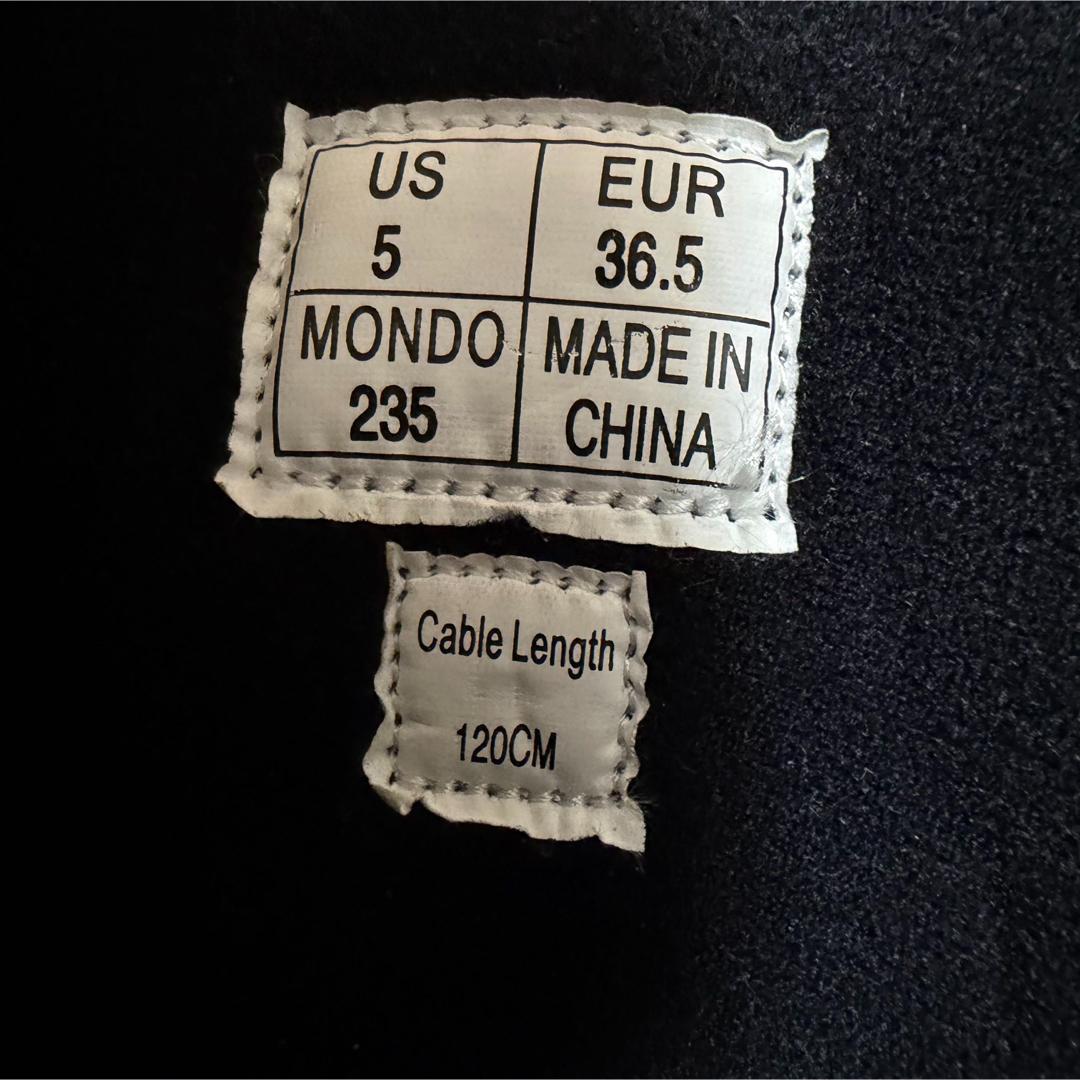 US
5
EUR
36.5
MONDO
235
MADE IN
CHINA
Cable Length
120CM